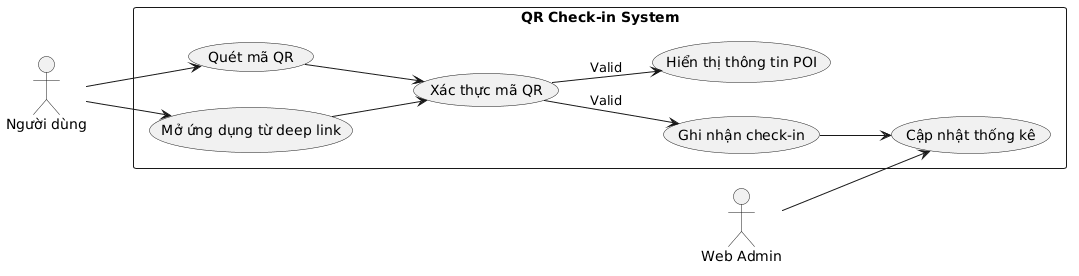 QR Check-in System
Người dùng
Quét mã QR
Mở ứng dụng từ deep link
Xác thực mã QR
Valid
Hiển thị thông tin POI
Valid
Ghi nhận check-in
Cập nhật thống kê
Web Admin